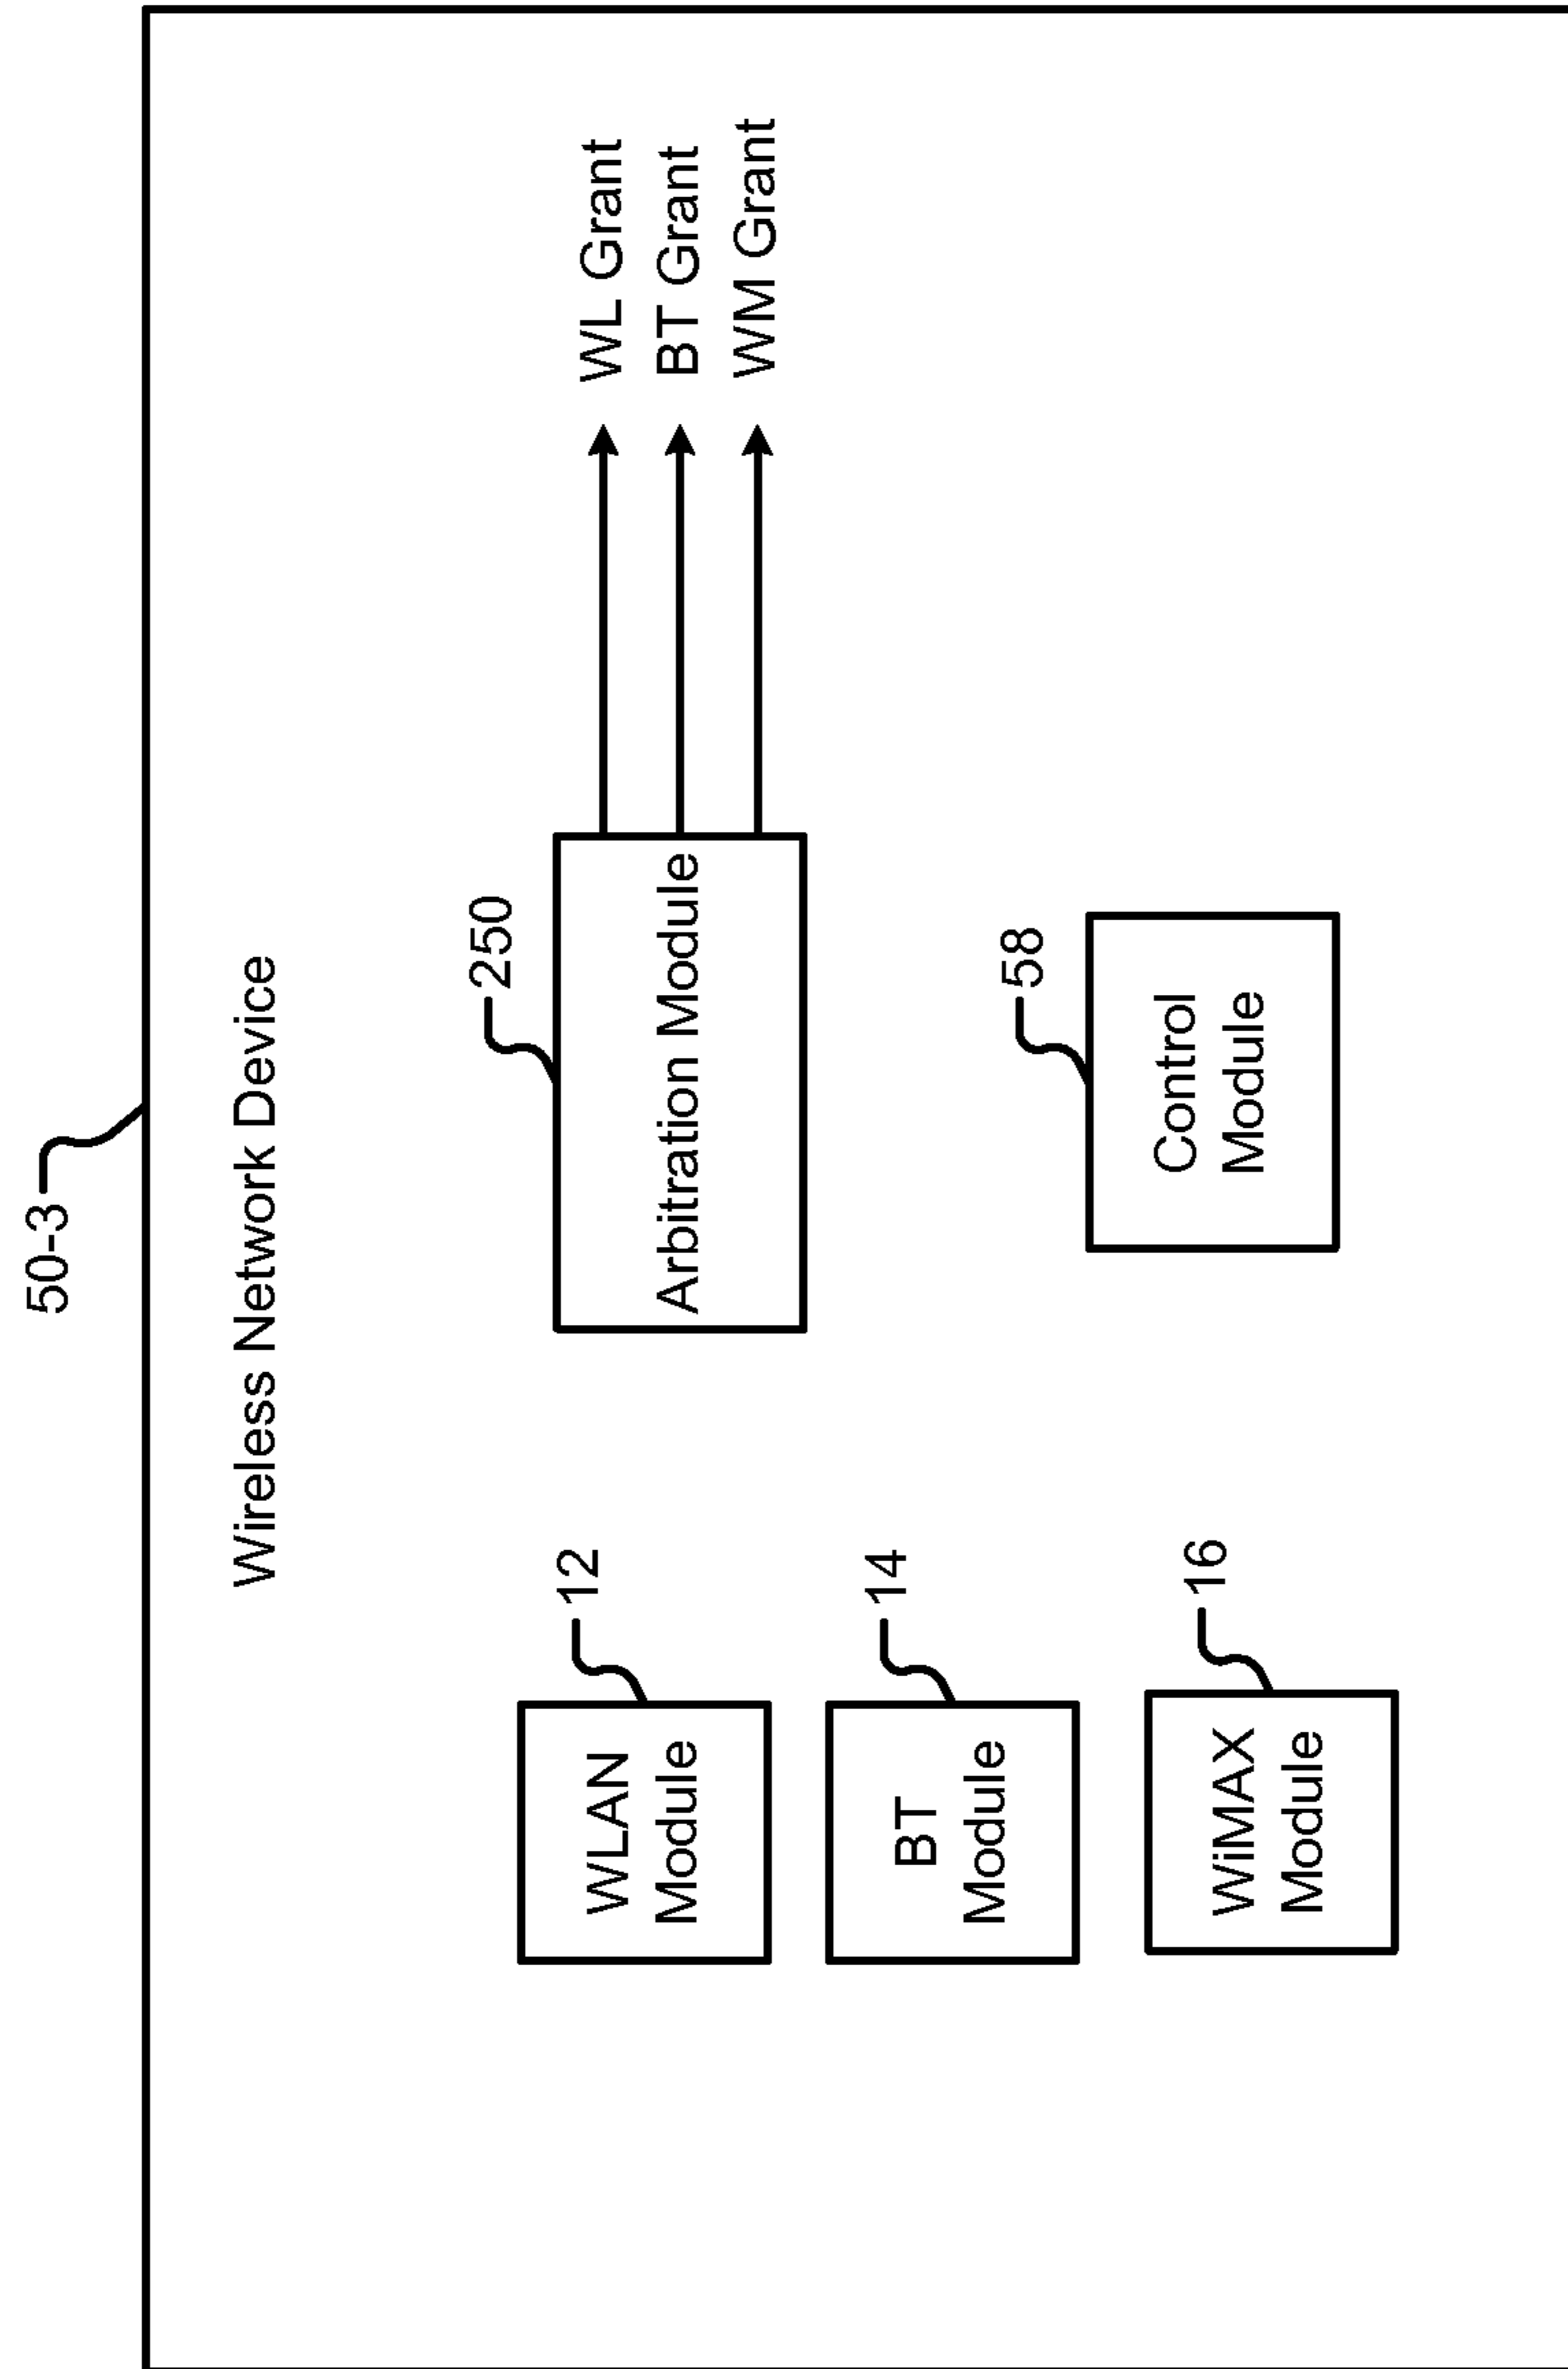 50-3
Wireless Network Device
12
WLAN
Module
14
BT
Module
16
WiMAX
Module
250
Arbitration Module
WL Grant
BT Grant
WM Grant
58
Control
Module